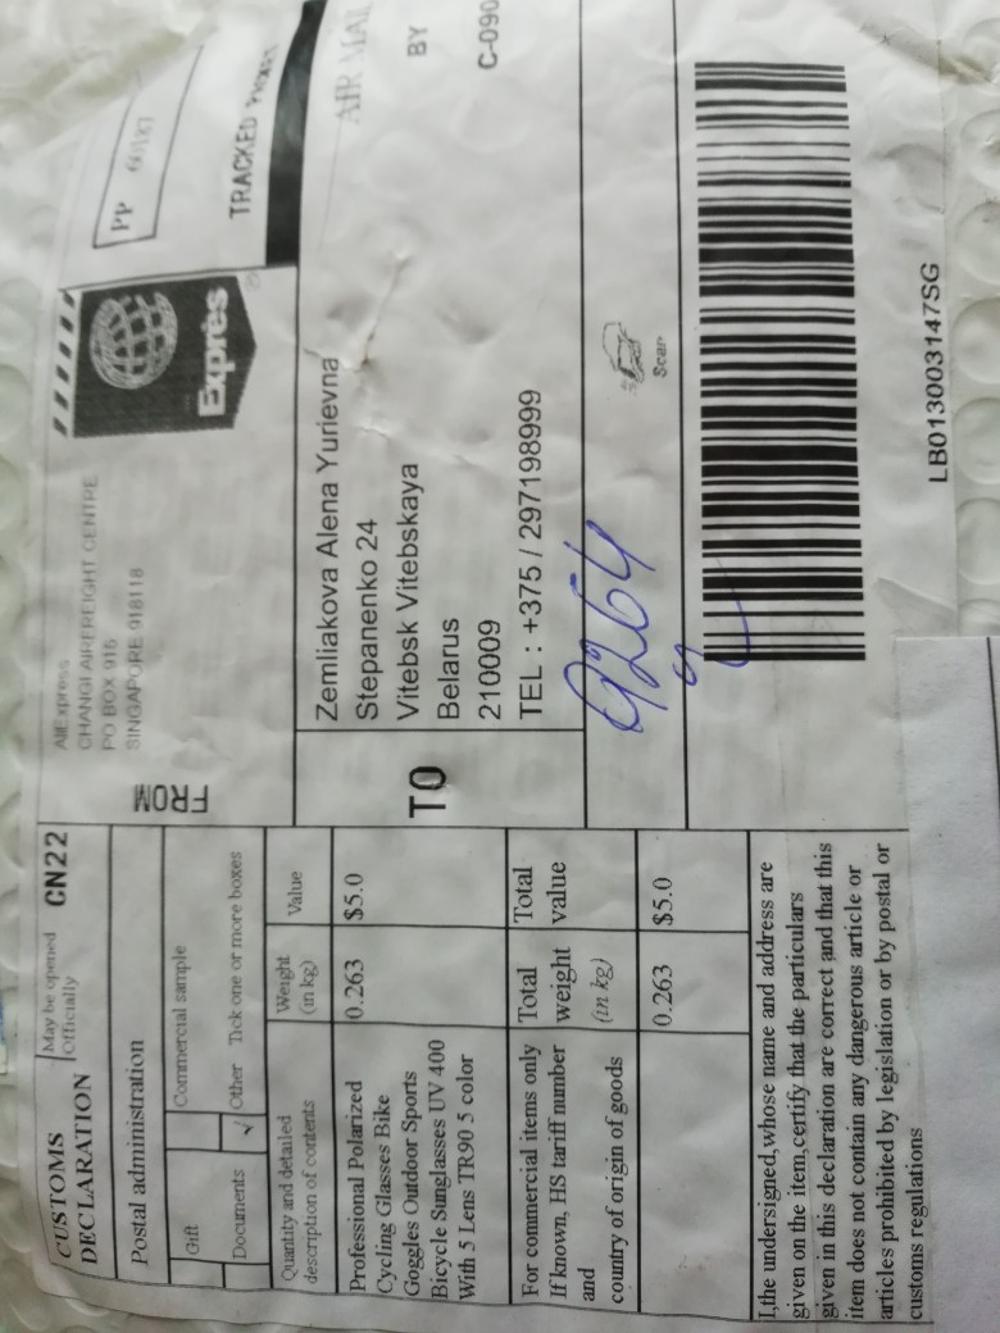 CUSTOMS
DECLARATION
May be opened
Officially
CN22
Postal administration
Gift
Commercial sample
Documents
√
Other
Tick one or more boxes
Quantity and detailed
description of contents
Weight
(in kg)
Value
Professional Polarized
Cycling Glasses Bike
Goggles Outdoor Sports
Bicycle Sunglasses UV 400
With 5 Lens TR90 5 color
0.263
$5.0
For commercial items only
If known, HS tariff number
and
country of origin of goods
Total
weight
(in kg)
Total
value
0.263
$5.0
I,the undersigned,whose name and address are
given on the item,certify that the particulars
given in this declaration are correct and that this
item does not contain any dangerous article or
articles prohibited by legislation or by postal or
customs regulations
FROM
AliExpress
CHANGI AIRFREIGHT CENTRE
PO BOX 915
SINGAPORE 918118
Exprès
PP 60187
TRACKED
AIR MAIL
TO
Zemliakova Alena Yurievna
Stepanenko 24
Vitebsk Vitebskaya
BY
Belarus
210009
C-090
TEL : +375 / 297198999
9264
Scan
LB013003147SG